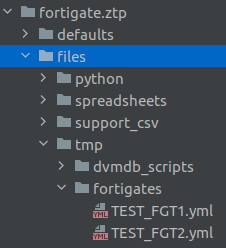 fortigate.ztp
defaults
files
python
spreadsheets
support_csv
tmp
dvmdb_scripts
fortigates
YML TEST_FGT1.yml
YML TEST_FGT2.yml